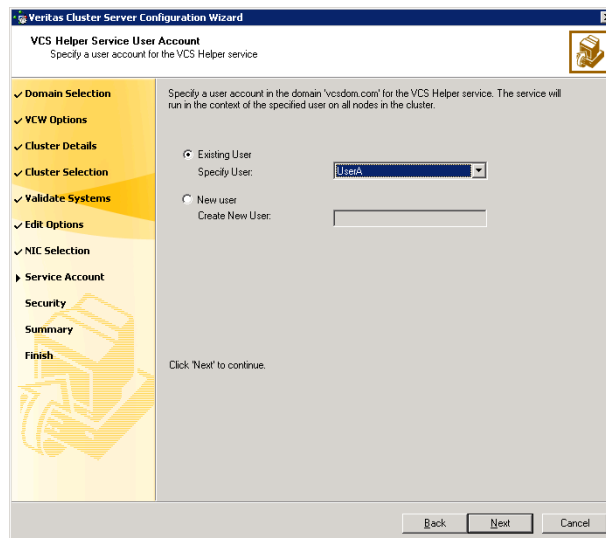 Veritas Cluster Server Configuration Wizard
VCS Helper Service User Account
Specify a user account for the VCS Helper service
Domain Selection
VCW Options
Cluster Details
Cluster Selection
Validate Systems
Edit Options
NIC Selection
Service Account
Security
Summary
Finish
Specify a user account in the domain 'vcsdom.com' for the VCS Helper service. The service will
run in the context of the specified user on all nodes in the cluster.
Existing User
Specify User:
UserA
New user
Create New User:
Click 'Next' to continue.
Back
Next
Cancel